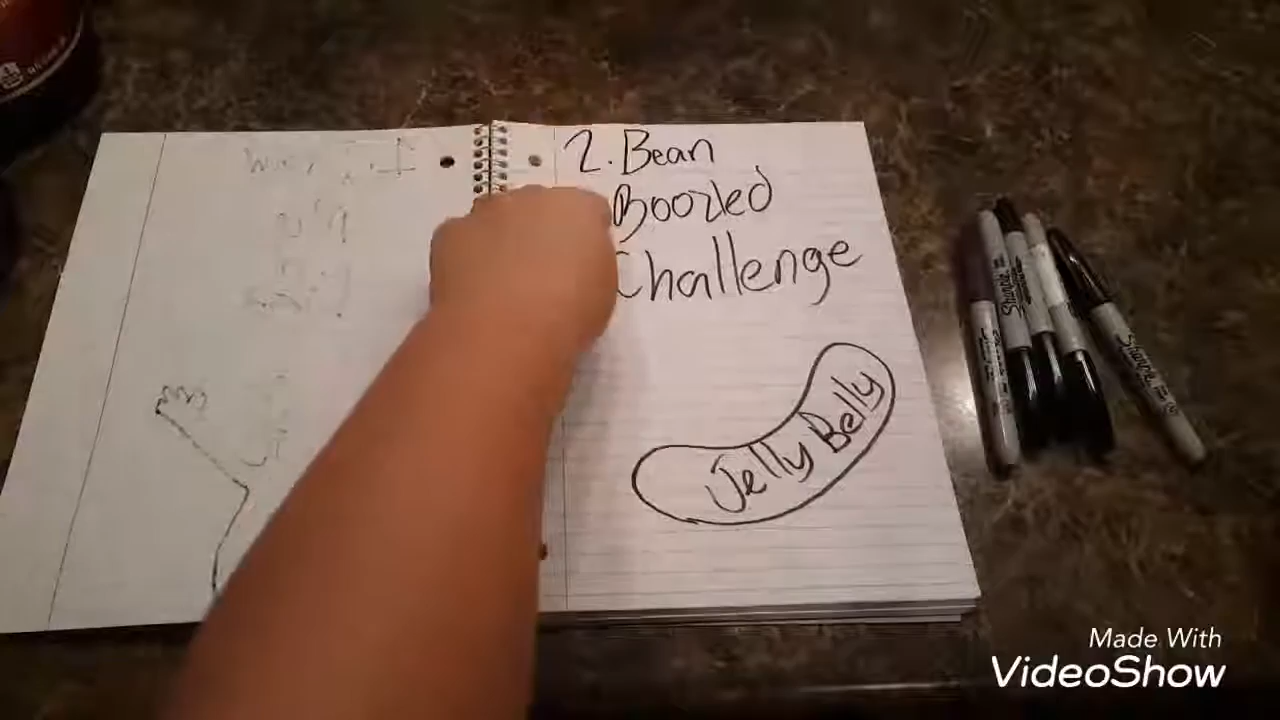 2. Bean
Boozled
Challenge
Jelly Belly
Sharpie
Sharpie
Made With
VideoShow